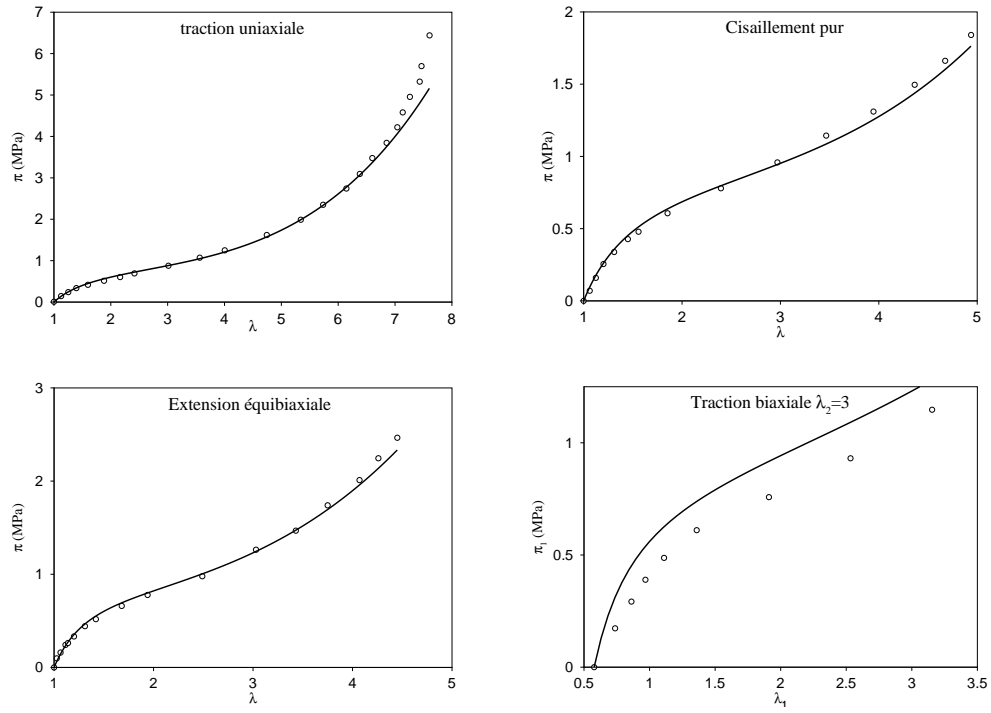 traction uniaxiale
7
6
5
4
3
2
1
0
π (MPa)
1 2 3 4 5 6 7 8
λ
Cisaillement pur
2
1.5
1
0.5
0
π (MPa)
1 2 3 4 5
λ
Extension équibiaxiale
3
2
1
0
π (MPa)
1 2 3 4 5
λ
Traction biaxiale λ₂=3
1
0.5
0
π₁ (MPa)
0.5 1 1.5 2 2.5 3 3.5
λ₁